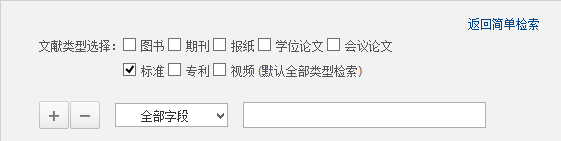 返回简单检索
文献类型选择： 图书 期刊 报纸 学位论文 会议论文
标准 专利 视频 (默认全部类型检索)
+ − 全部字段